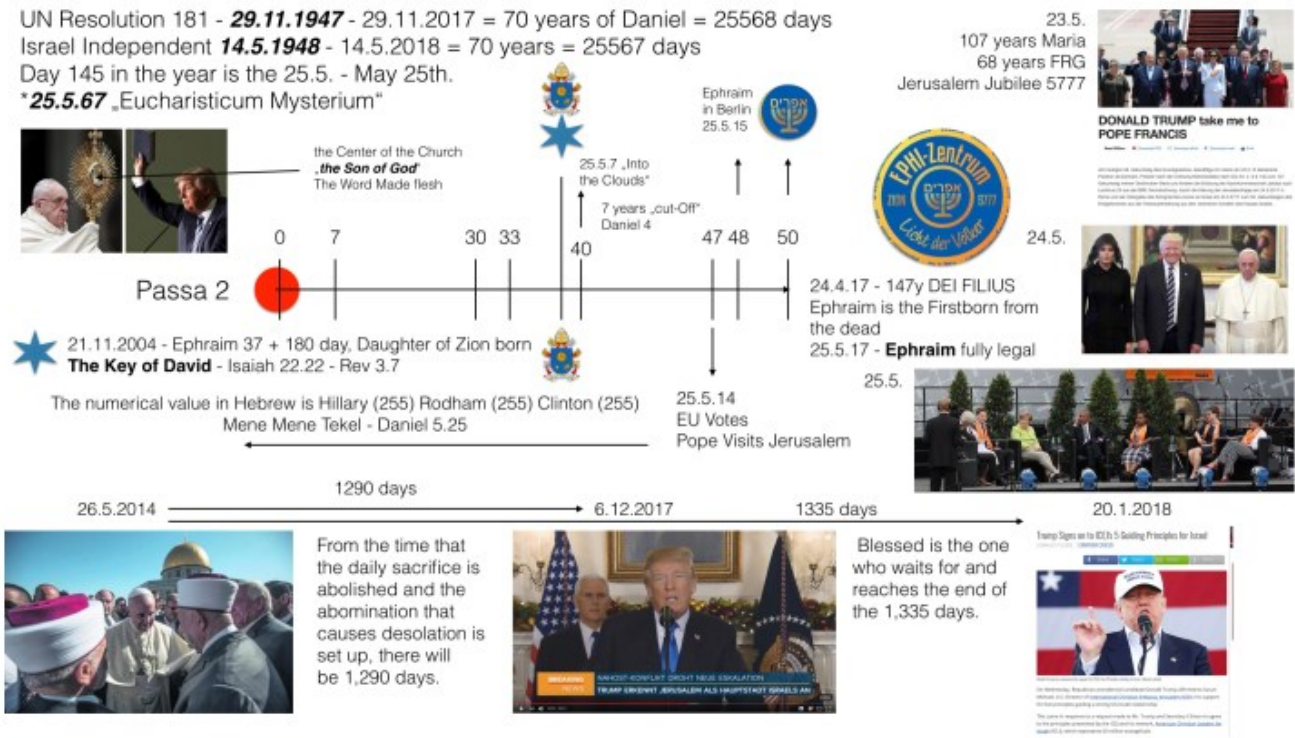 UN Resolution 181 - 29.11.1947 - 29.11.2017 = 70 years of Daniel = 25568 days
Israel Independent 14.5.1948 - 14.5.2018 = 70 years = 25567 days
Day 145 in the year is the 25.5. - May 25th.
*25.5.67 „Eucharisticum Mysterium“
23.5.
107 years Maria
68 years FRG
Jerusalem Jubilee 5777
DONALD TRUMP take me to
POPE FRANCIS
the Center of the Church
„the Son of God‘
The Word Made flesh
25.5.7 „Into
the Clouds“
7 years „cut-Off“
Daniel 4
Ephraim
in Berlin
25.5.15
אפרים
EPHI-Zentrum
אפרים
ZION 5777
Licht der Völker
24.5.
0 7 30 33 40 47 48 50
Passa 2
24.4.17 - 147y DEI FILIUS
Ephraim is the Firstborn from
the dead
25.5.17 - Ephraim fully legal
21.11.2004 - Ephraim 37 + 180 day, Daughter of Zion born
The Key of David - Isaiah 22.22 - Rev 3.7
The numerical value in Hebrew is Hillary (255) Rodham (255) Clinton (255)
Mene Mene Tekel - Daniel 5.25
25.5.14
EU Votes
Pope Visits Jerusalem
25.5.
1290 days
26.5.2014
6.12.2017
1335 days
20.1.2018
From the time that
the daily sacrifice is
abolished and the
abomination that
causes desolation is
set up, there will
be 1,290 days.
BREAKING
NEWS
NAHOST-KONFLIKT DROHT NEUE ESKALATION
TRUMP ERKENNT JERUSALEM ALS HAUPTSTADT ISRAELS AN
Blessed is the one
who waits for and
reaches the end of
the 1,335 days.
Trump Signs on to ICEJ's 5 Guiding Principles for Israel